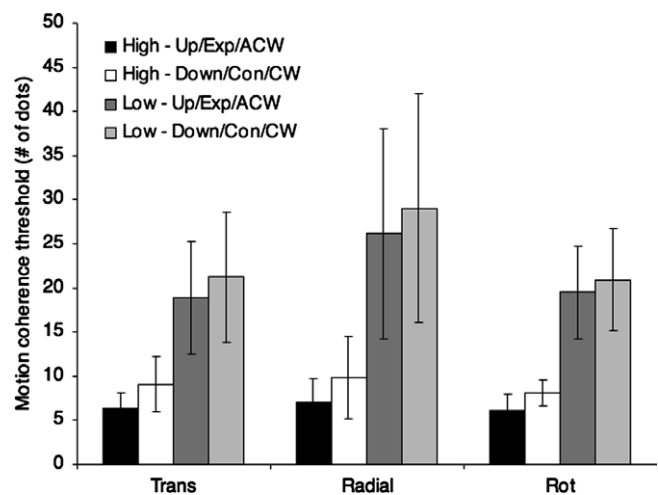 50
45
40
35
30
25
20
15
10
5
0
Motion coherence threshold (# of dots)
High - Up/Exp/ACW
High - Down/Con/CW
Low - Up/Exp/ACW
Low - Down/Con/CW
Trans Radial Rot